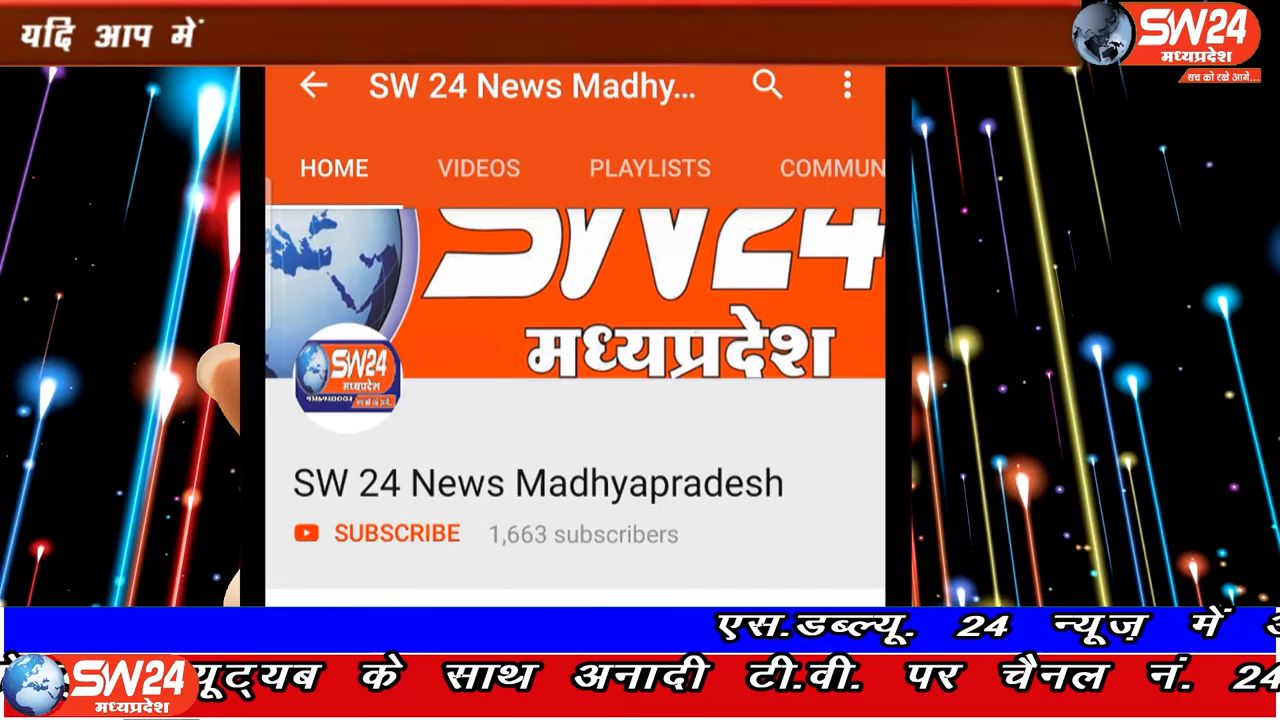 यदि आप में
SW24
मध्यप्रदेश
सच को रखे आगे...
SW 24 News Madhy...
HOME VIDEOS PLAYLISTS COMMUN
SW24
मध्यप्रदेश
SW24
मध्यप्रदेश
SW 24 News Madhyapradesh
SUBSCRIBE 1,663 subscribers
एस.डब्ल्यू. 24 न्यूज़ में
यूट्यब के साथ अनादी टी.वी. पर चैनल नं. 24
SW24
मध्यप्रदेश